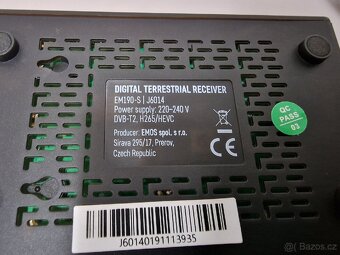 DIGITAL TERRESTRIAL RECEIVER
EM190-S | J6014
Power supply: 220-240 V
DVB-T2, H265/HEVC
Producer: EMOS spol. s r.o.
Sirava 295/17, Prerov,
Czech Republic
CE
QC
PASS
03
J60140191113935
Bazos.cz